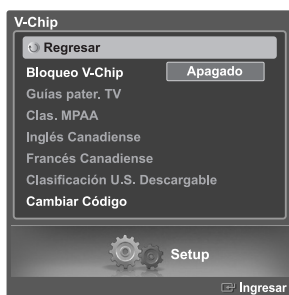 V-Chip
Regresar
Bloqueo V-Chip Apagado
Guías pater. TV
Clas. MPAA
Inglés Canadiense
Francés Canadiense
Clasificación U.S. Descargable
Cambiar Código
Setup
Ingresar